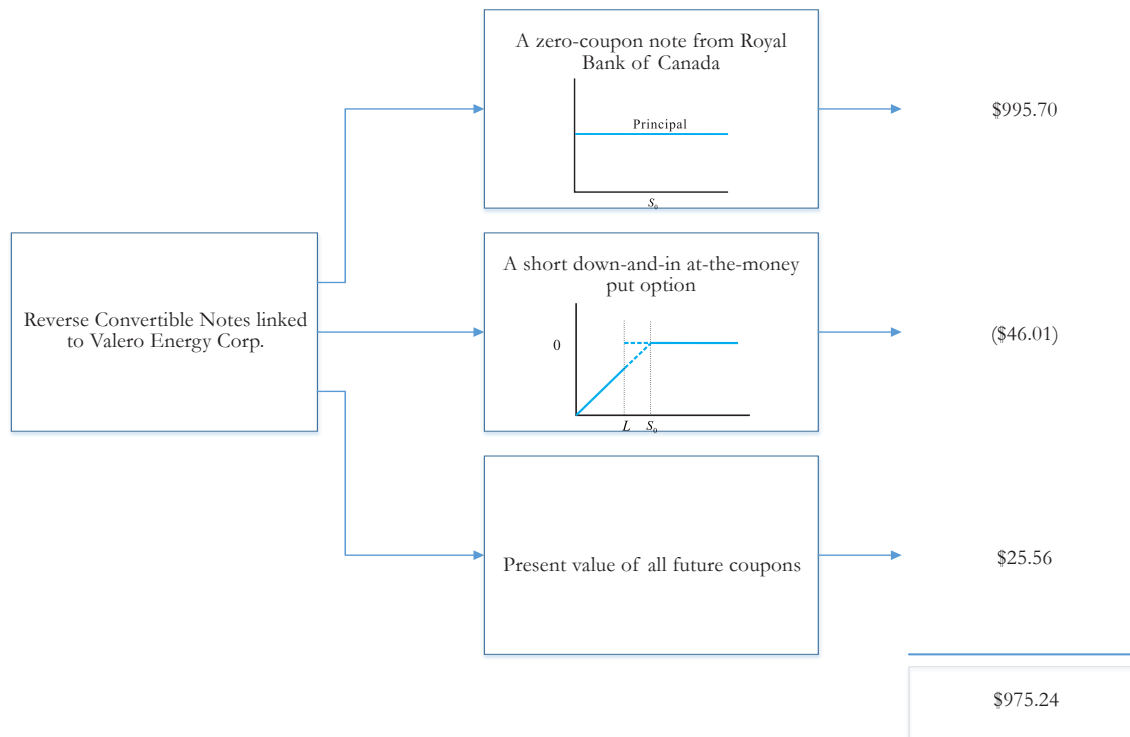 A zero-coupon note from Royal
Bank of Canada
Principal
S₀
$995.70
Reverse Convertible Notes linked
to Valero Energy Corp.
A short down-and-in at-the-money
put option
0
L S₀
($46.01)
Present value of all future coupons
$25.56
$975.24